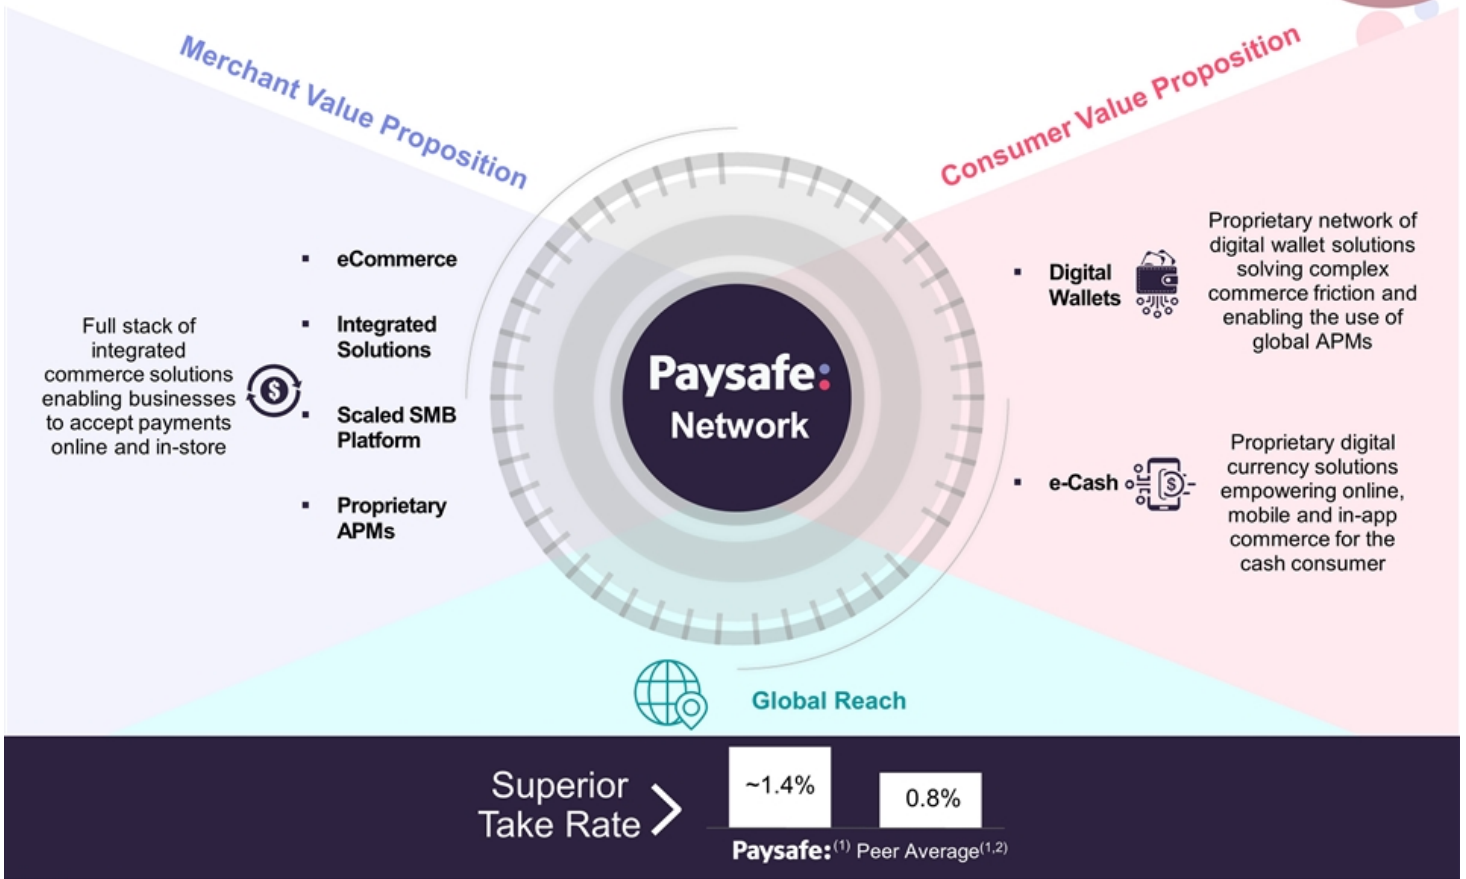 Merchant Value Proposition
Consumer Value Proposition
Full stack of
integrated
commerce solutions
enabling businesses
to accept payments
online and in-store
$
▪ eCommerce
▪ Integrated
Solutions
▪ Scaled SMB
Platform
▪ Proprietary
APMs
Paysafe:
Network
▪ Digital
Wallets
Proprietary network of
digital wallet solutions
solving complex
commerce friction and
enabling the use of
global APMs
▪ e-Cash
$
Proprietary digital
currency solutions
empowering online,
mobile and in-app
commerce for the
cash consumer
Global Reach
Superior
Take Rate
~1.4%
0.8%
Paysafe:(1) Peer Average(1,2)